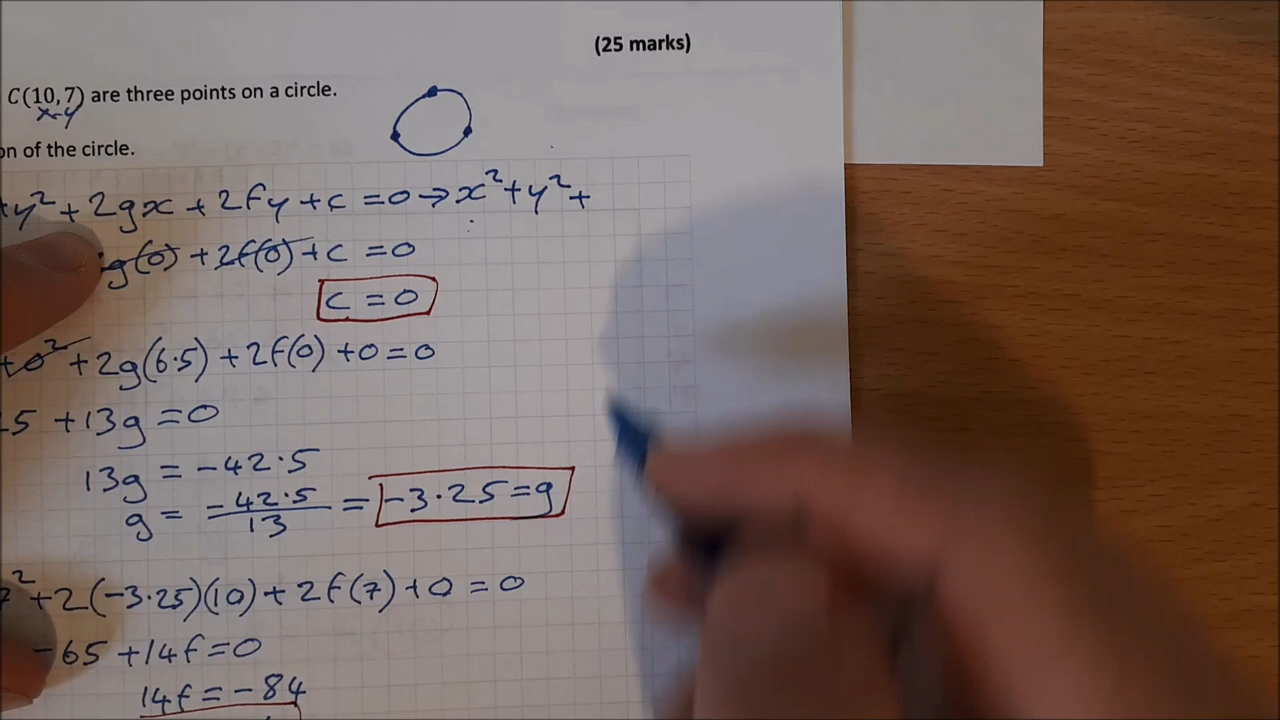 (25 marks)
C(10,7) are three points on a circle.
x y
on of the circle.
+y² + 2gx + 2fy + c = 0 → x² + y² +
g(0) + 2f(0) + c = 0
c = 0
+0² + 2g(6·5) + 2f(0) + 0 = 0
25 + 13g = 0
13g = -42·5
g = -42·5/13 = -3·25 = g
7² + 2(-3·25)(10) + 2f(7) + 0 = 0
-65 + 14f = 0
14f = -84